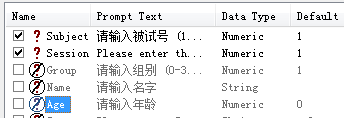 Name Prompt Text Data Type Default
Subject 请输入被试号 (1... Numeric 1
Session Please enter th... Numeric 1
Group 请输入组别 (0-3... Numeric 1
Name 请输入名字 String
Age 请输入年龄 Numeric 0